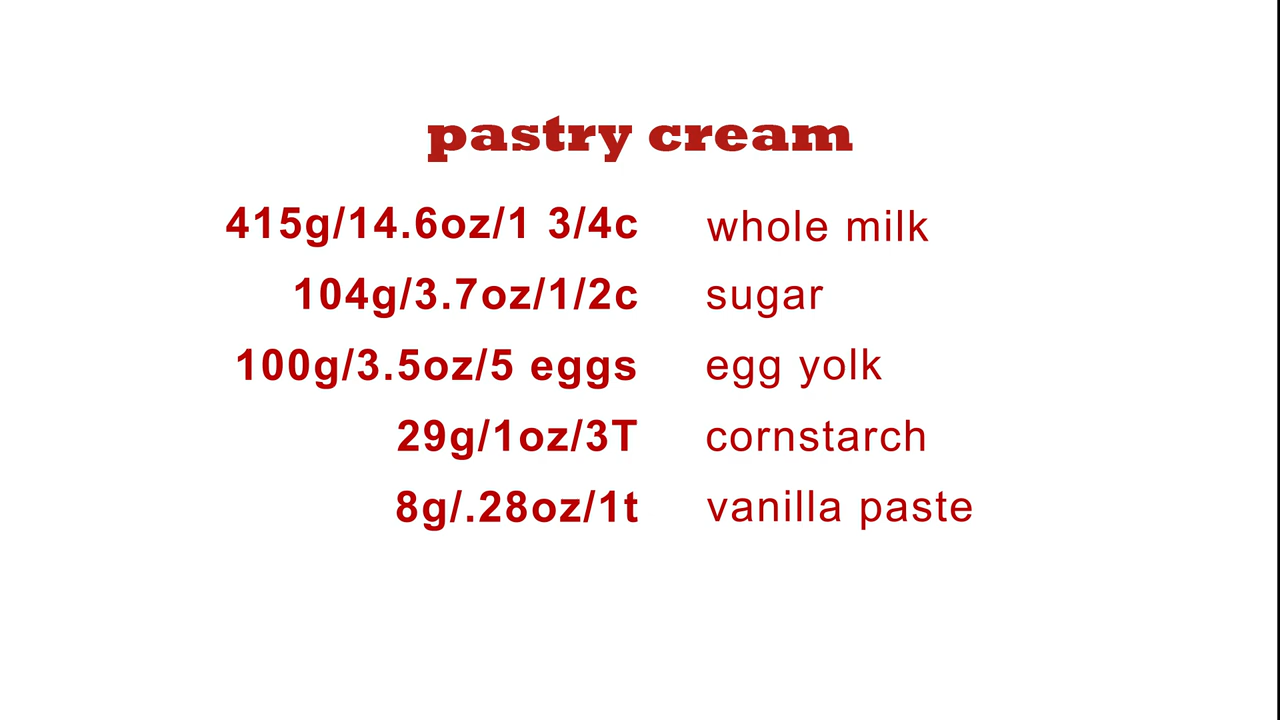 pastry cream
415g/14.6oz/1 3/4c whole milk
104g/3.7oz/1/2c sugar
100g/3.5oz/5 eggs egg yolk
29g/1oz/3T cornstarch
8g/.28oz/1t vanilla paste